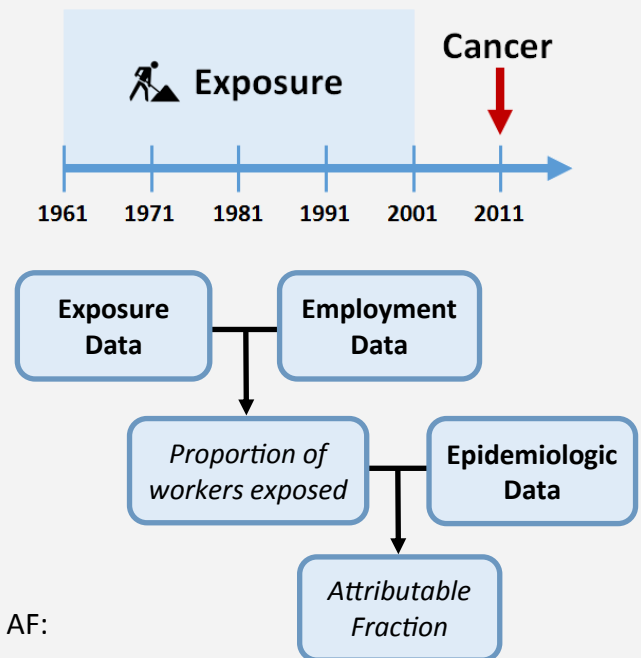 Cancer
Exposure
1961 1971 1981 1991 2001 2011
Exposure
Data
Employment
Data
Proportion of
workers exposed
Epidemiologic
Data
Attributable
Fraction
AF: